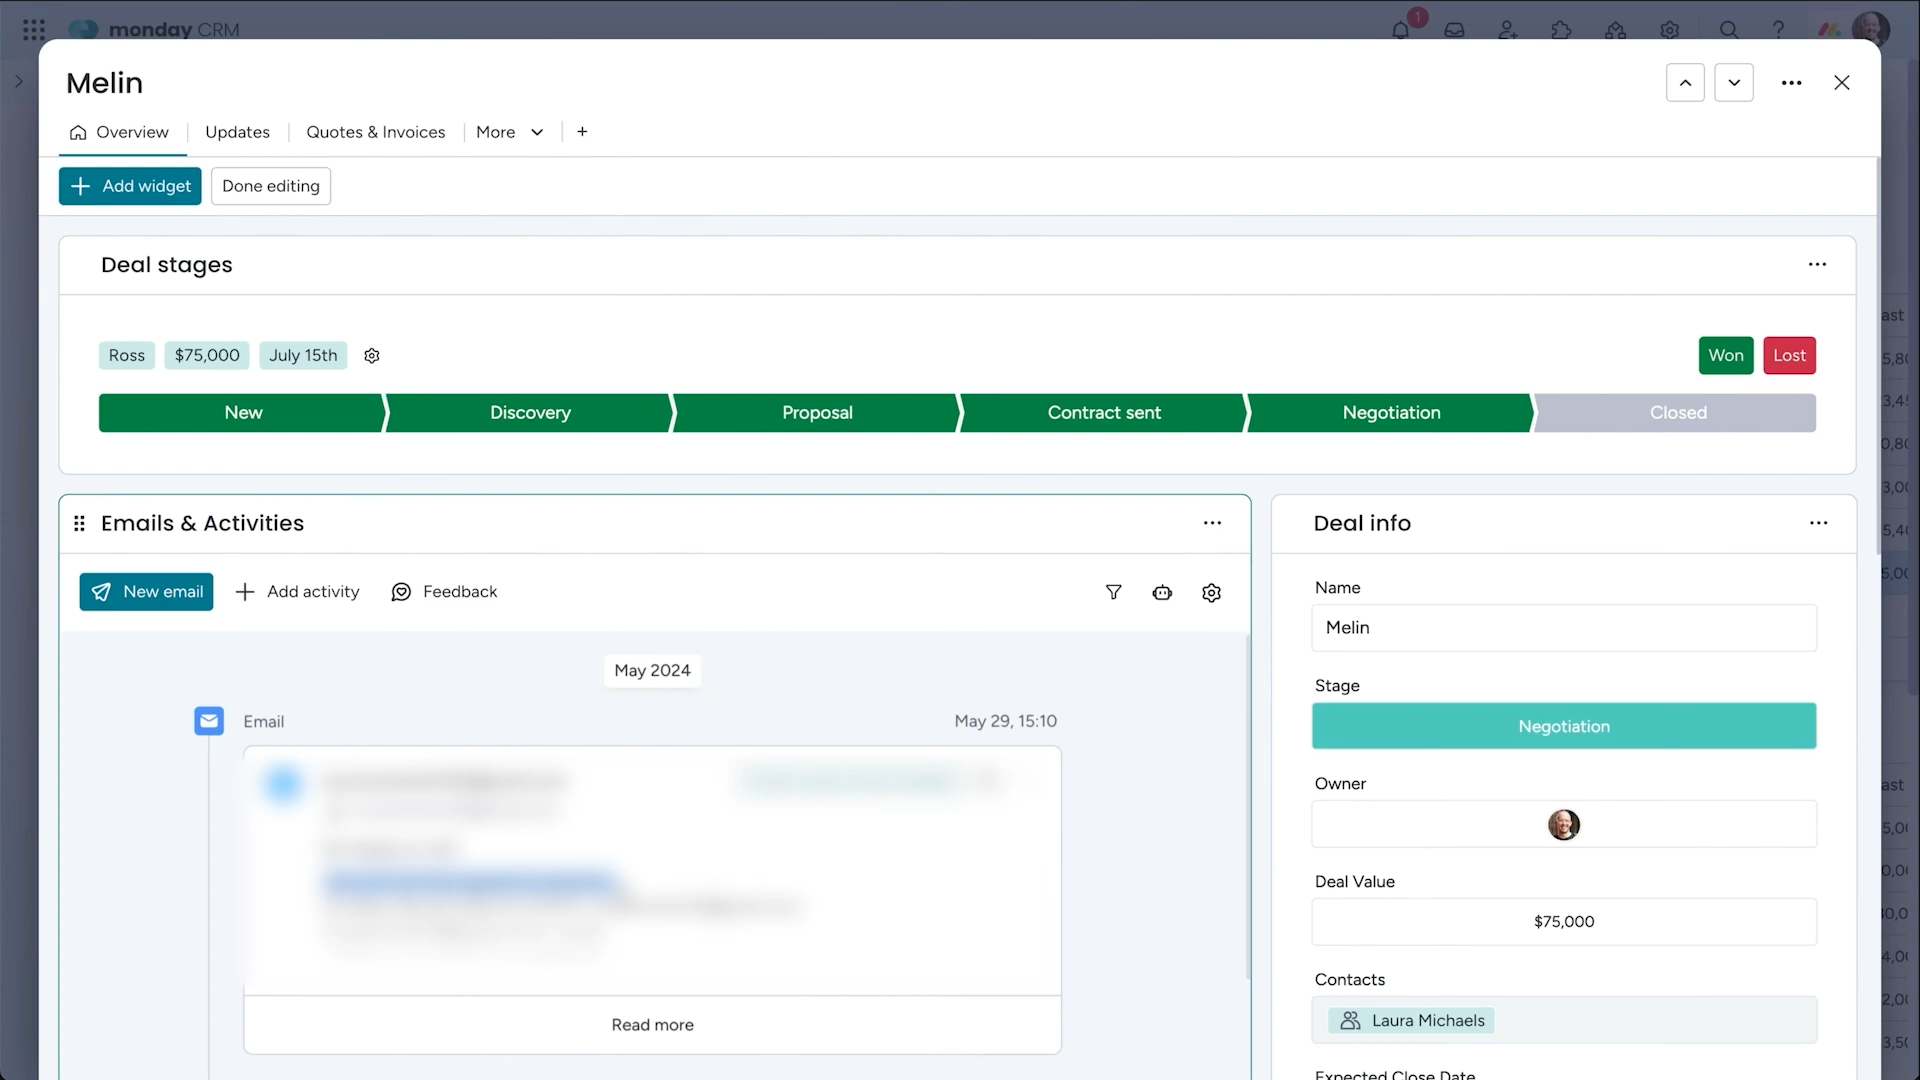 monday CRM
1
Melin
Overview
Updates
Quotes & Invoices
More
Add widget
Done editing
Deal stages
Ross
$75,000
July 15th
Won
Lost
New
Discovery
Proposal
Contract sent
Negotiation
Closed
Emails & Activities
Deal info
New email
Add activity
Feedback
May 2024
Email
May 29, 15:10
Read more
Name
Melin
Stage
Negotiation
Owner
Deal Value
$75,000
Contacts
Laura Michaels
Expected Close Date